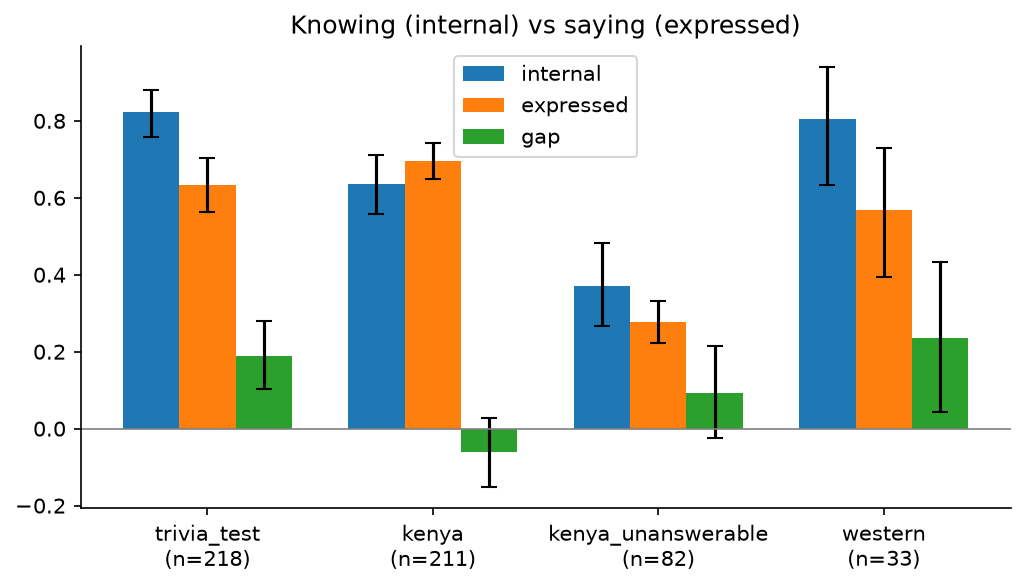 Knowing (internal) vs saying (expressed)
internal
expressed
gap
0.8
0.6
0.4
0.2
0.0
−0.2
trivia_test
(n=218)
kenya
(n=211)
kenya_unanswerable
(n=82)
western
(n=33)